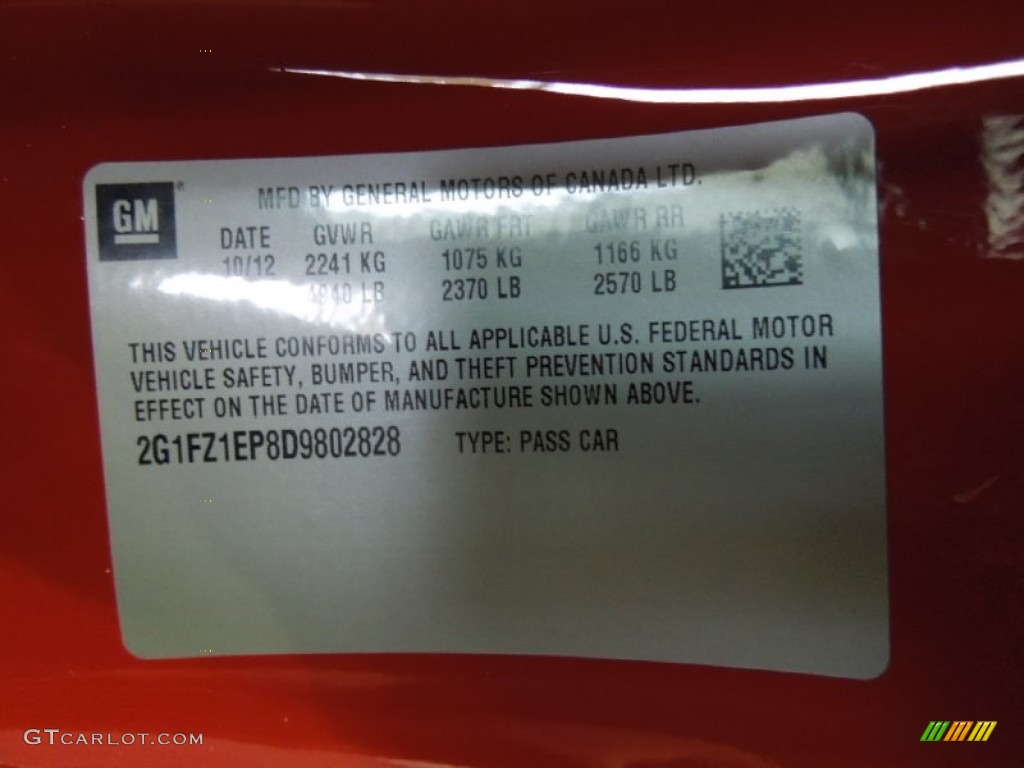 GM ®
MFD BY GENERAL MOTORS OF CANADA LTD.
DATE GVWR GAWR FRT GAWR RR
10/12 2241 KG 1075 KG 1166 KG
4940 LB 2370 LB 2570 LB
THIS VEHICLE CONFORMS TO ALL APPLICABLE U.S. FEDERAL MOTOR
VEHICLE SAFETY, BUMPER, AND THEFT PREVENTION STANDARDS IN
EFFECT ON THE DATE OF MANUFACTURE SHOWN ABOVE.
2G1FZ1EP8D9802828 TYPE: PASS CAR
GTCARLOT.COM